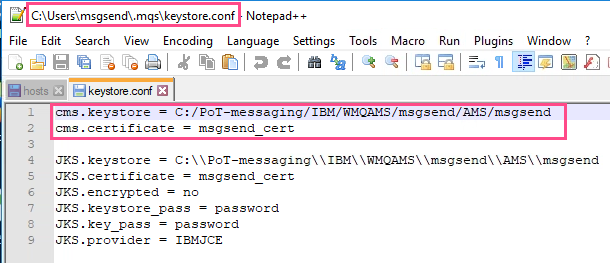 C:\Users\msgsend\.mqs\keystore.conf - Notepad++
File Edit Search View Encoding Language Settings Tools Macro Run Plugins Window ?
hosts keystore.conf
1 cms.keystore = C:/PoT-messaging/IBM/WMQAMS/msgsend/AMS/msgsend
2 cms.certificate = msgsend_cert
3
4 JKS.keystore = C:\\PoT-messaging\\IBM\\WMQAMS\\msgsend\\AMS\\msgsend
5 JKS.certificate = msgsend_cert
6 JKS.encrypted = no
7 JKS.keystore_pass = password
8 JKS.key_pass = password
9 JKS.provider = IBMJCE